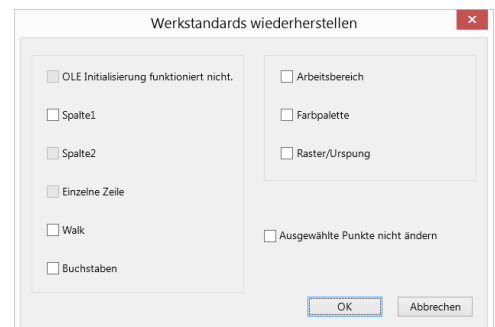 Werkstandards wiederherstellen
OLE Initialisierung funktioniert nicht.
Spalte1
Spalte2
Einzelne Zeile
Walk
Buchstaben
Arbeitsbereich
Farbpalette
Raster/Urspung
Ausgewählte Punkte nicht ändern
OK
Abbrechen